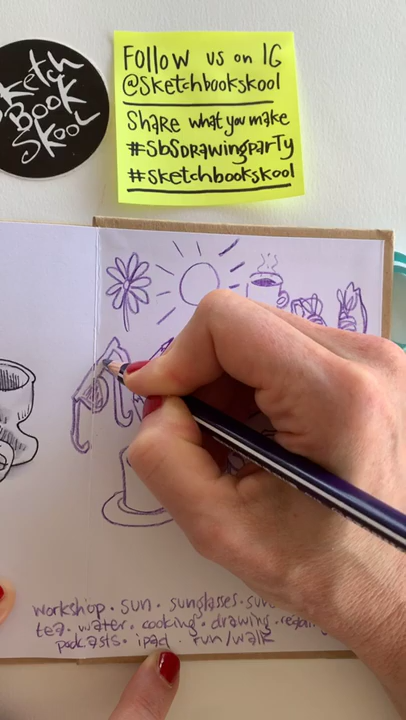 Sketch
Book
Skool
Follow us on IG
@Sketchbookskool
Share what you make
#SbSDrawingParty
#Sketchbookskool
workshop · sun · sunglasses ·
tea · water · cooking · drawing ·
podcasts · ipad · run/walk